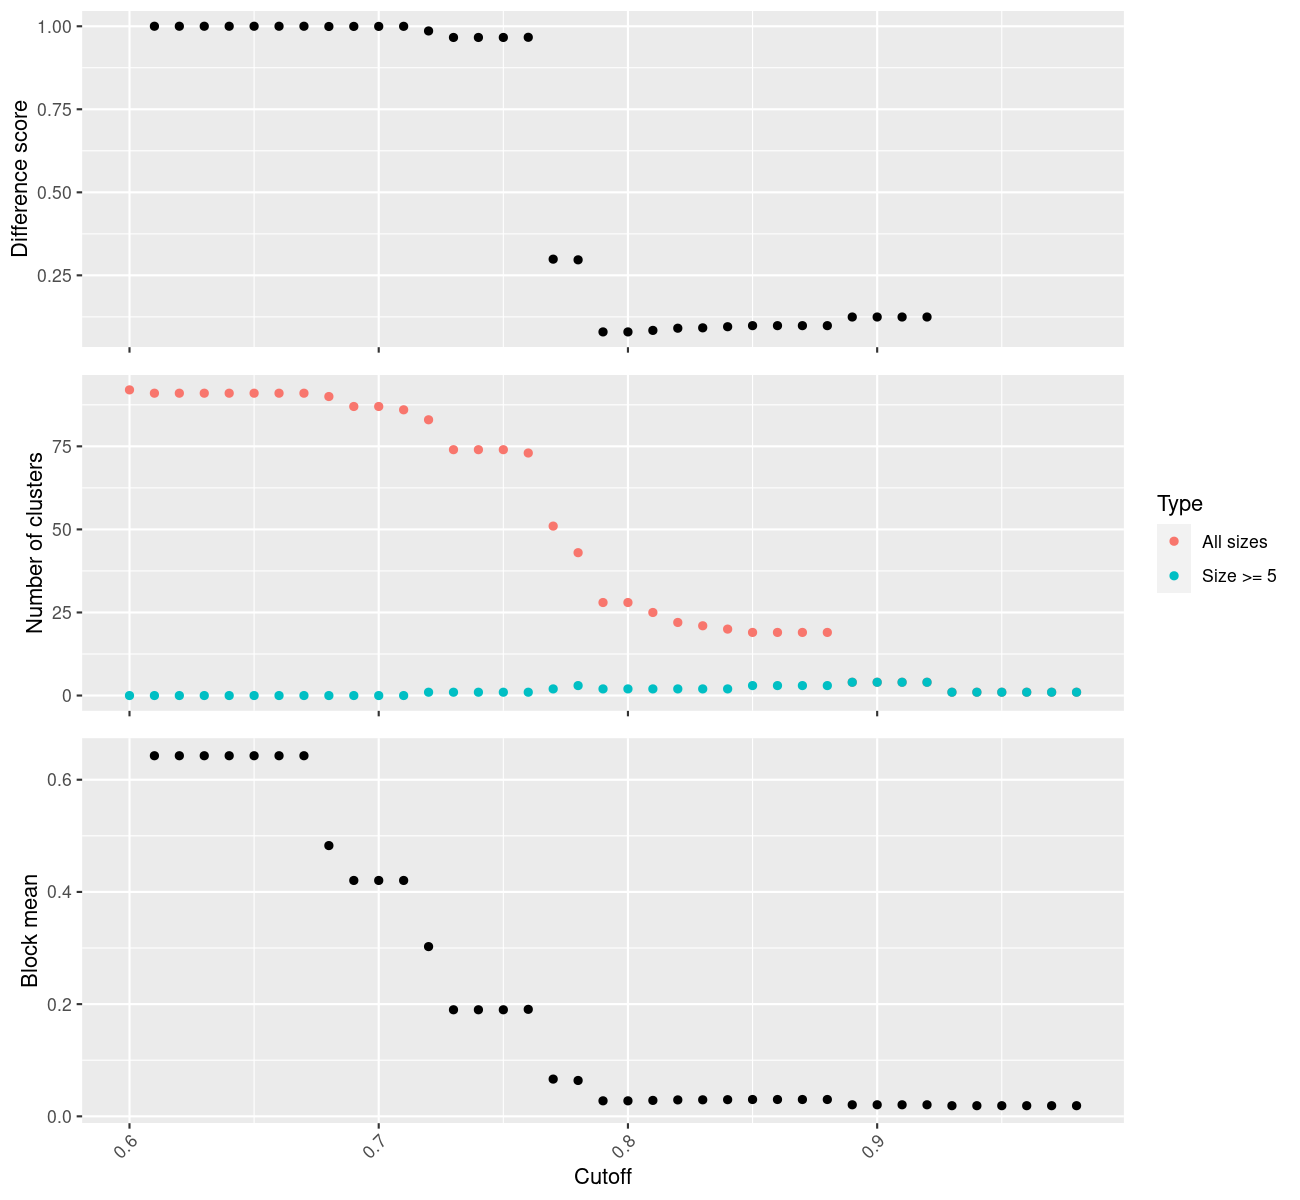 Difference score
1.00
0.75
0.50
0.25
Number of clusters
75
50
25
0
Type
All sizes
Size >= 5
Block mean
0.6
0.4
0.2
0.0
0.6 0.7 0.8 0.9
Cutoff